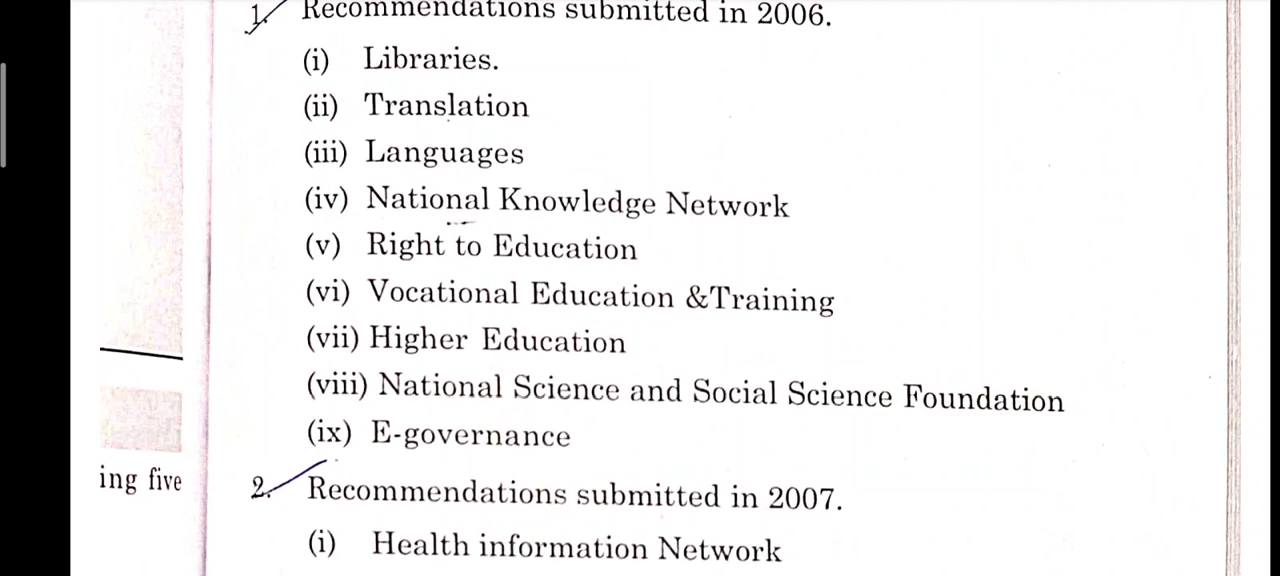 1. Recommendations submitted in 2006.
(i) Libraries.
(ii) Translation
(iii) Languages
(iv) National Knowledge Network
(v) Right to Education
(vi) Vocational Education &Training
(vii) Higher Education
(viii) National Science and Social Science Foundation
(ix) E-governance
ing five
2. Recommendations submitted in 2007.
(i) Health information Network